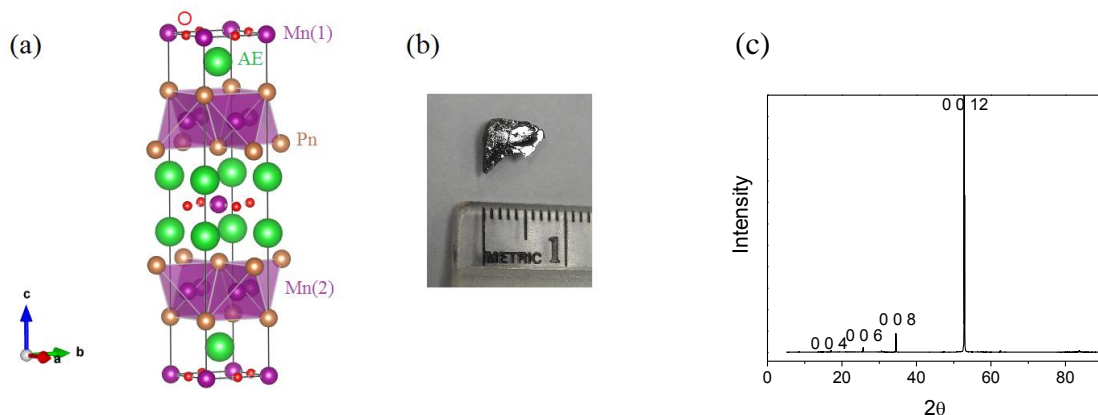 (a)
O
Mn(1)
AE
Pn
Mn(2)
c
b
a
(b)
METRIC 1
(c)
Intensity
0 0 4
0 0 6
0 0 8
0 0 12
0 20 40 60 80
2θ